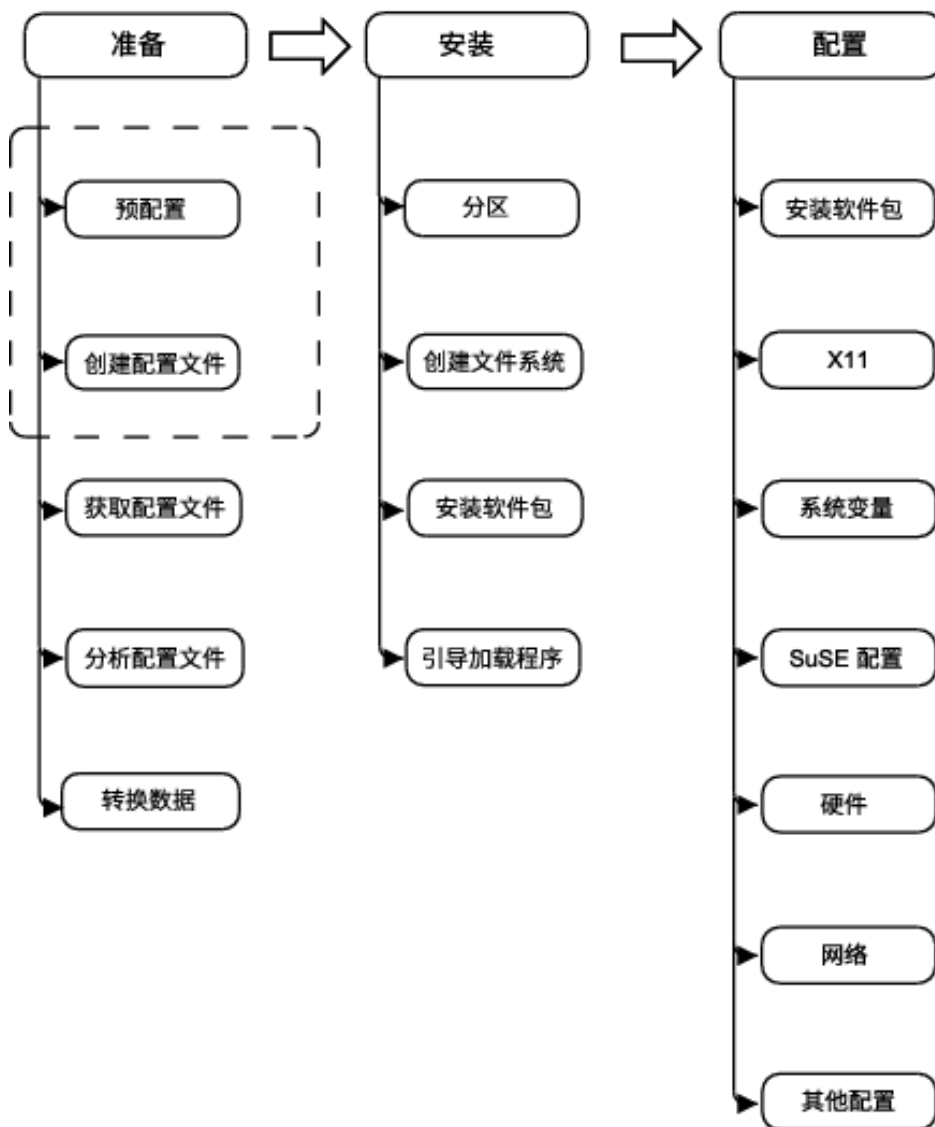 准备
安装
配置
预配置
分区
安装软件包
创建配置文件
创建文件系统
X11
获取配置文件
安装软件包
系统变量
分析配置文件
引导加载程序
SuSE 配置
转换数据
硬件
网络
其他配置